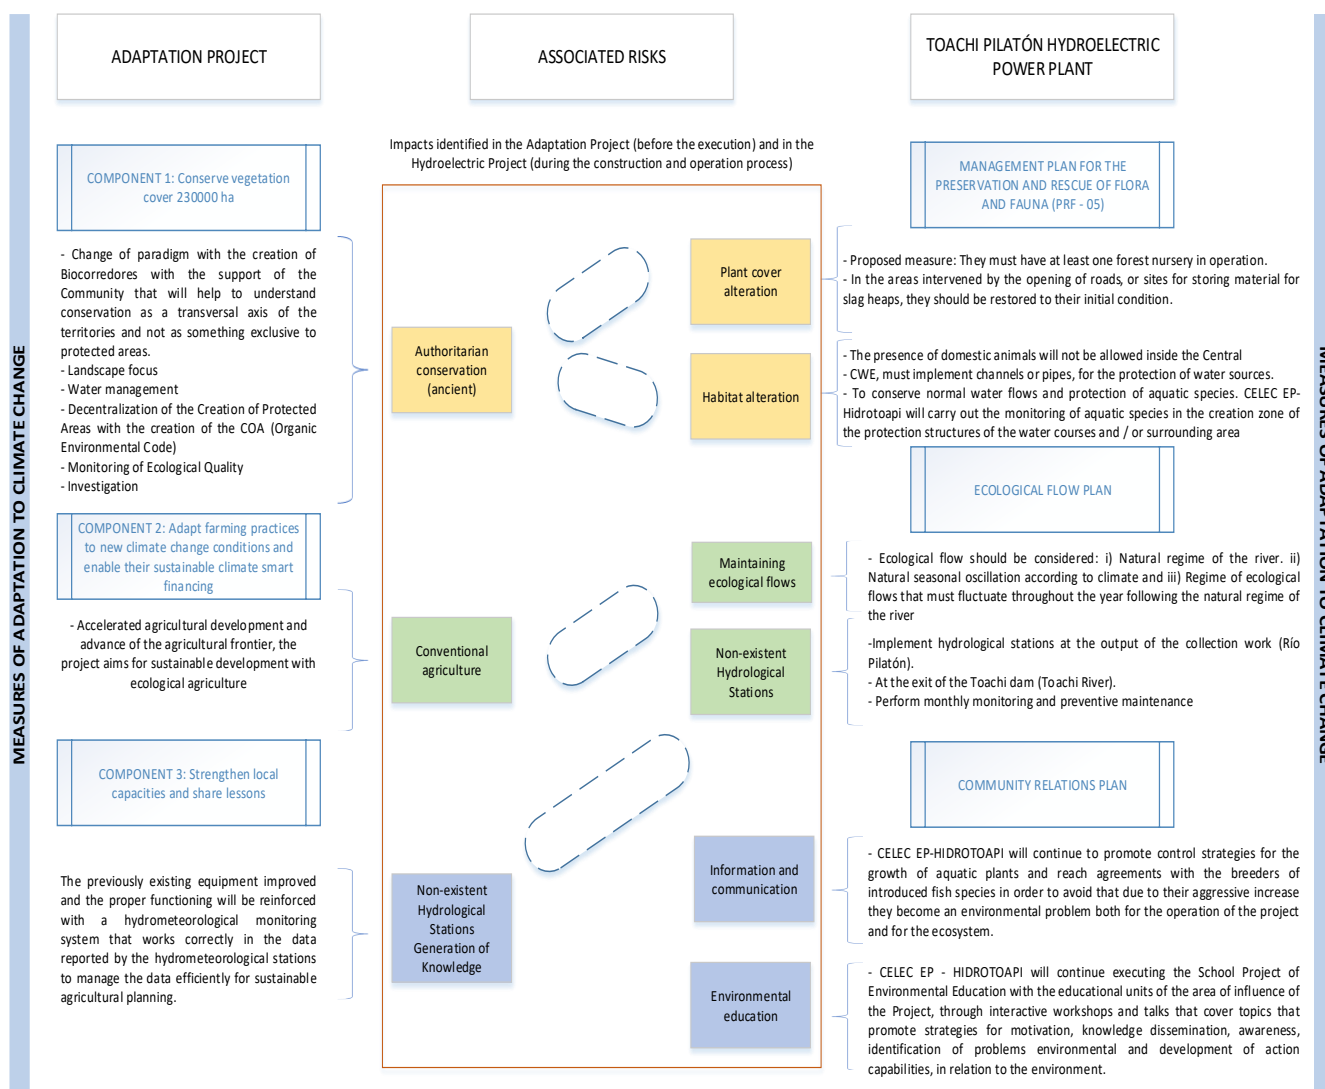 MEASURES OF ADAPTATION TO CLIMATE CHANGE
ADAPTATION PROJECT
COMPONENT 1: Conserve vegetation
cover 230000 ha
- Change of paradigm with the creation of
Biocorredores with the support of the
Community that will help to understand
conservation as a transversal axis of the
territories and not as something exclusive to
protected areas.
- Landscape focus
- Water management
- Decentralization of the Creation of Protected
Areas with the creation of the COA (Organic
Environmental Code)
- Monitoring of Ecological Quality
- Investigation
COMPONENT 2: Adapt farming practices
to new climate change conditions and
enable their sustainable climate smart
financing
- Accelerated agricultural development and
advance of the agricultural frontier, the
project aims for sustainable development with
ecological agriculture
COMPONENT 3: Strengthen local
capacities and share lessons
The previously existing equipment improved
and the proper functioning will be reinforced
with a hydrometeorological monitoring
system that works correctly in the data
reported by the hydrometeorological stations
to manage the data efficiently for sustainable
agricultural planning.
ASSOCIATED RISKS
Impacts identified in the Adaptation Project (before the execution) and in the
Hydroelectric Project (during the construction and operation process)
Authoritarian
conservation
(ancient)
Plant cover
alteration
Habitat alteration
Conventional
agriculture
Maintaining
ecological flows
Non-existent
Hydrological
Stations
Non-existent
Hydrological
Stations
Generation of
Knowledge
Information and
communication
Environmental
education
TOACHI PILATÓN HYDROELECTRIC
POWER PLANT
MANAGEMENT PLAN FOR THE
PRESERVATION AND RESCUE OF FLORA
AND FAUNA (PRF - 05)
- Proposed measure: They must have at least one forest nursery in operation.
- In the areas intervened by the opening of roads, or sites for storing material for
slag heaps, they should be restored to their initial condition.
- The presence of domestic animals will not be allowed inside the Central
- CWE, must implement channels or pipes, for the protection of water sources.
- To conserve normal water flows and protection of aquatic species. CELEC EP-
Hidrotoapi will carry out the monitoring of aquatic species in the creation zone of
the protection structures of the water courses and / or surrounding area
ECOLOGICAL FLOW PLAN
- Ecological flow should be considered: i) Natural regime of the river. ii)
Natural seasonal oscillation according to climate and iii) Regime of ecological
flows that must fluctuate throughout the year following the natural regime of
the river
-Implement hydrological stations at the output of the collection work (Río
Pilatón).
- At the exit of the Toachi dam (Toachi River).
- Perform monthly monitoring and preventive maintenance
COMMUNITY RELATIONS PLAN
- CELEC EP-HIDROTOAPI will continue to promote control strategies for the
growth of aquatic plants and reach agreements with the breeders of
introduced fish species in order to avoid that due to their aggressive increase
they become an environmental problem both for the operation of the project
and for the ecosystem.
- CELEC EP - HIDROTOAPI will continue executing the School Project of
Environmental Education with the educational units of the area of influence of
the Project, through interactive workshops and talks that cover topics that
promote strategies for motivation, knowledge dissemination, awareness,
identification of problems environmental and development of action
capabilities, in relation to the environment.
MEASURES OF ADAPTATION TO CLIMATE CHANGE